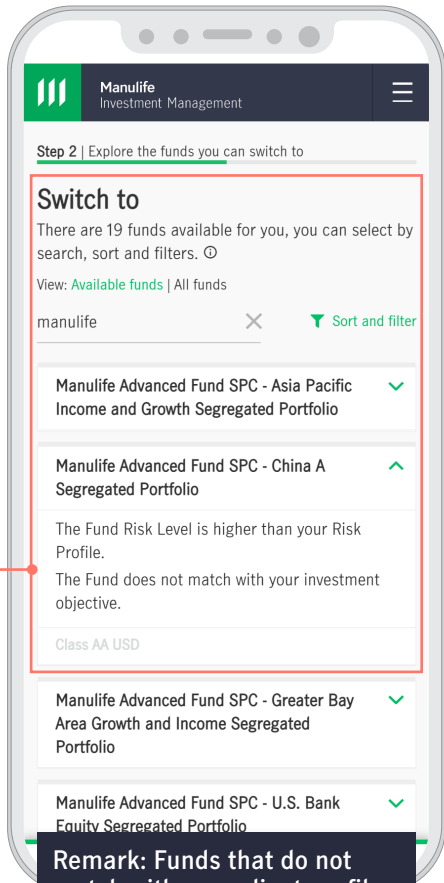 Manulife
Investment Management
Step 2 | Explore the funds you can switch to
Switch to
There are 19 funds available for you, you can select by
search, sort and filters.
View: Available funds | All funds
manulife
Sort and filter
Manulife Advanced Fund SPC - Asia Pacific
Income and Growth Segregated Portfolio
Manulife Advanced Fund SPC - China A
Segregated Portfolio
The Fund Risk Level is higher than your Risk
Profile.
The Fund does not match with your investment
objective.
Class AA USD
Manulife Advanced Fund SPC - Greater Bay
Area Growth and Income Segregated
Portfolio
Manulife Advanced Fund SPC - U.S. Bank
Equity Segregated Portfolio
Remark: Funds that do not